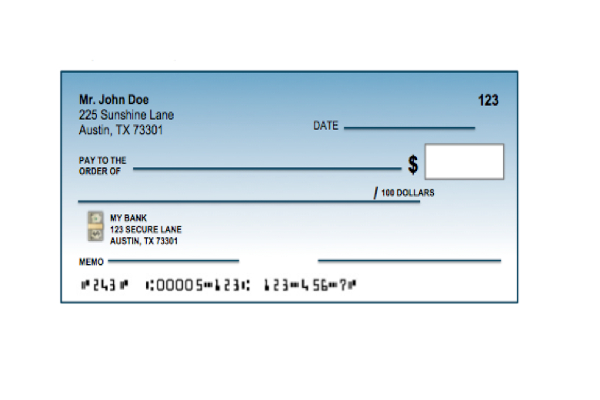 Mr. John Doe
123
225 Sunshine Lane
Austin, TX 73301
DATE
PAY TO THE
ORDER OF
$
/ 100 DOLLARS
MY BANK
123 SECURE LANE
AUSTIN, TX 73301
MEMO
⑈243⑈ ⑆00005⑉123⑆ 123⑉456⑉7⑈